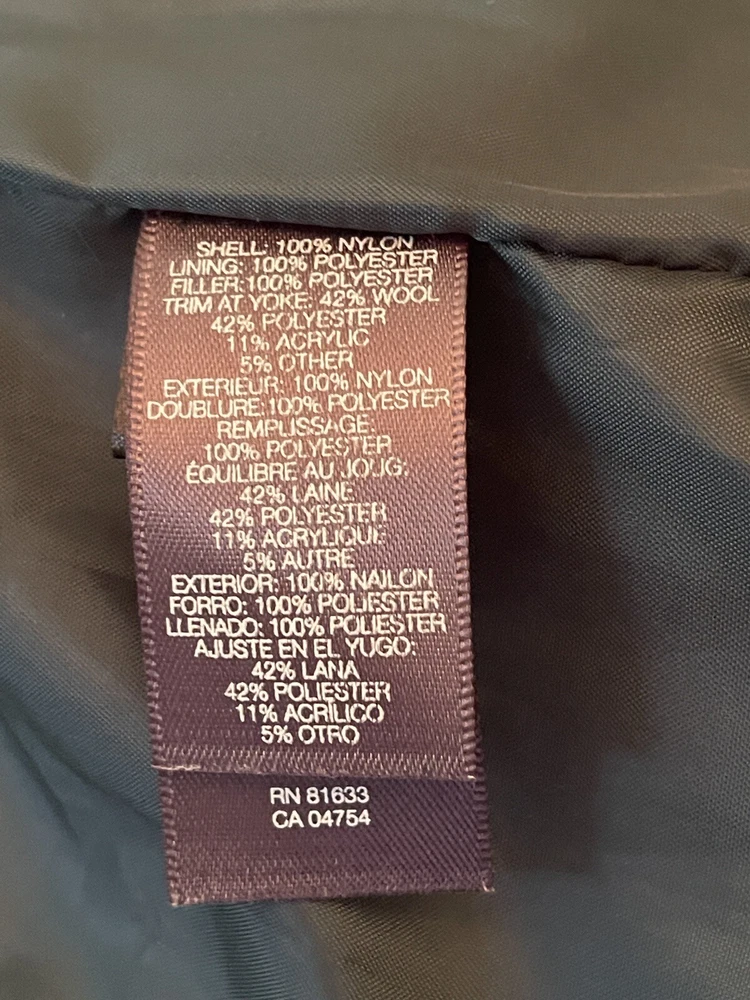 SHELL: 100% NYLON
LINING: 100% POLYESTER
FILLER:100% POLYESTER
TRIM AT YOKE: 42% WOOL
42% POLYESTER
11% ACRYLIC
5% OTHER
EXTERIEUR: 100% NYLON
DOUBLURE:100% POLYESTER
REMPLISSAGE:
100% POLYESTER
ÉQUILIBRE AU JOUG:
42% LAINE
42% POLYESTER
11% ACRYLIQUE
5% AUTRE
EXTERIOR: 100% NAILON
FORRO: 100% POLIESTER
LLENADO: 100% POLIESTER
AJUSTE EN EL YUGO:
42% LANA
42% POLIESTER
11% ACRÍLICO
5% OTRO
RN 81633
CA 04754